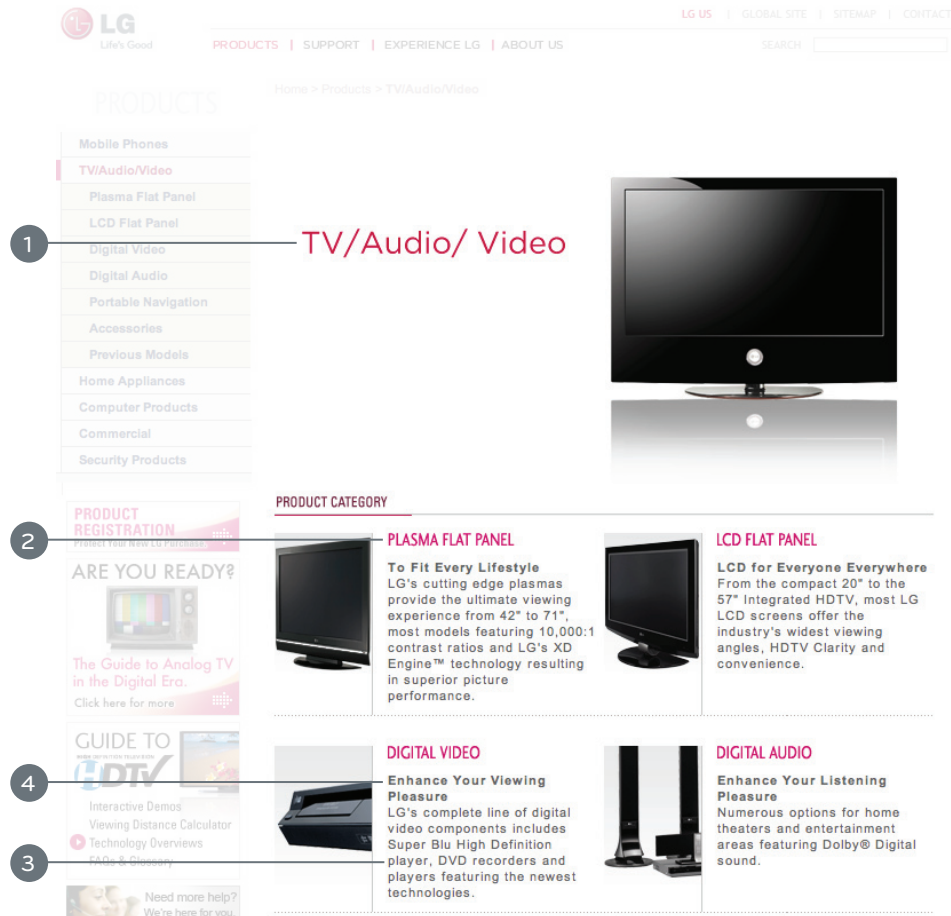 LG
Life's Good
LG US | GLOBAL SITE | SITEMAP | CONTACT
PRODUCTS | SUPPORT | EXPERIENCE LG | ABOUT US
SEARCH
PRODUCTS
Home > Products > TV/Audio/Video
Mobile Phones
TV/Audio/Video
Plasma Flat Panel
LCD Flat Panel
Digital Video
Digital Audio
Portable Navigation
Accessories
Previous Models
Home Appliances
Computer Products
Commercial
Security Products
1
TV/Audio/ Video
PRODUCT
REGISTRATION
Protect Your New LG Purchase
ARE YOU READY?
The Guide to Analog TV
in the Digital Era.
Click here for more
GUIDE TO
HIGH DEFINITION TELEVISION
HDTV
Interactive Demos
Viewing Distance Calculator
Technology Overviews
FAQs & Glossary
Need more help?
We're here for you.
PRODUCT CATEGORY
2
PLASMA FLAT PANEL
To Fit Every Lifestyle
LG's cutting edge plasmas
provide the ultimate viewing
experience from 42" to 71",
most models featuring 10,000:1
contrast ratios and LG's XD
Engine™ technology resulting
in superior picture
performance.
LCD FLAT PANEL
LCD for Everyone Everywhere
From the compact 20" to the
57" Integrated HDTV, most LG
LCD screens offer the
industry's widest viewing
angles, HDTV Clarity and
convenience.
DIGITAL VIDEO
4
Enhance Your Viewing
Pleasure
LG's complete line of digital
video components includes
Super Blu High Definition
3
player, DVD recorders and
players featuring the newest
technologies.
DIGITAL AUDIO
Enhance Your Listening
Pleasure
Numerous options for home
theaters and entertainment
areas featuring Dolby® Digital
sound.